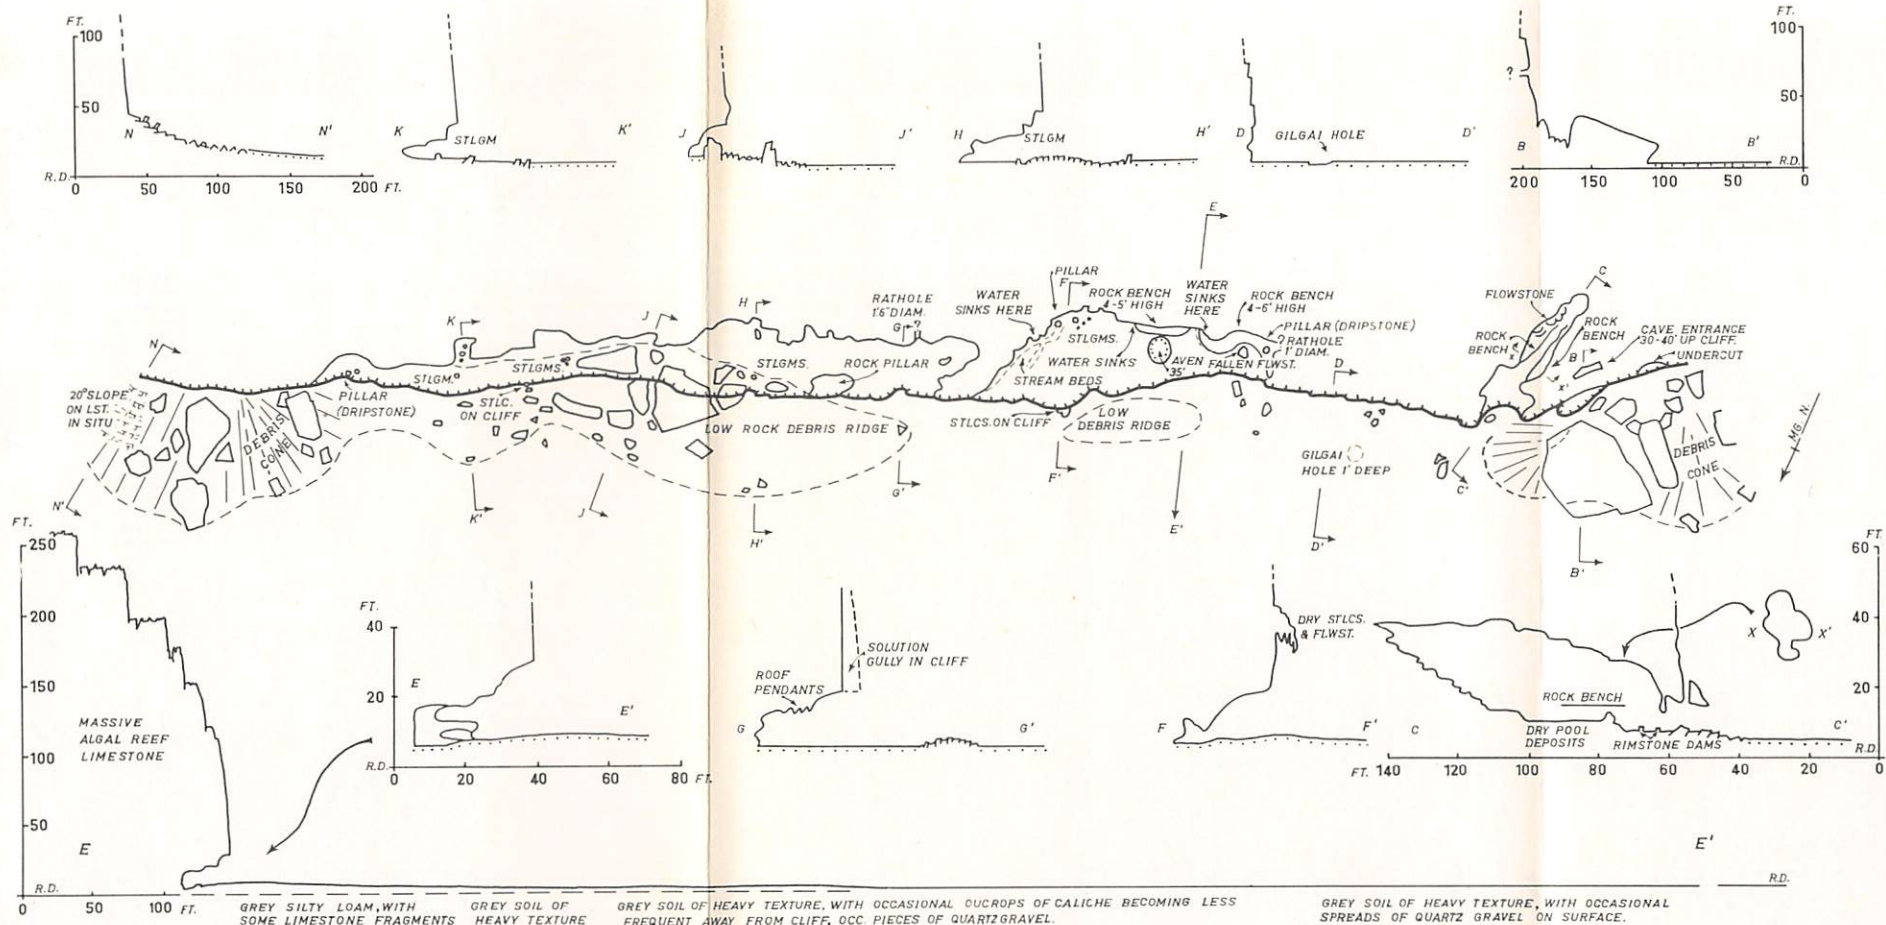 FT.
100
50
R.D.
0 50 100 150 200 FT.
N N'
K STLGM K'
J J'
H STLGM H'
D GILGAI HOLE D'
?
B B'
FT.
100
50
R.D.
200 150 100 50 0
E
C
PILLAR
F
WATER
SINKS HERE
ROCK BENCH
4-5' HIGH
WATER
SINKS
HERE
ROCK BENCH
4-6' HIGH
FLOWSTONE
H
RATHOLE
1'6" DIAM.
G ?
K
J
N
PILLAR (DRIPSTONE)
? RATHOLE
1' DIAM.
ROCK
BENCH
ROCK
BENCH
B
CAVE ENTRANCE
30-40' UP CLIFF.
UNDERCUT
X
X'
STLGM.
STLGMS.
STLGMS.
ROCK PILLAR
STLGMS.
WATER SINKS
AVEN
35'
FALLEN FLWST.
D
STREAM BEDS
20° SLOPE
ON LST.
IN SITU
PILLAR
(DRIPSTONE)
STLC.
ON CLIFF
DEBRIS
CONE
LOW ROCK DEBRIS RIDGE
STLCS. ON CLIFF
LOW
DEBRIS RIDGE
GILGAI
HOLE 1' DEEP
DEBRIS
CONE
MG. N.
N'
K'
J
H'
G'
F'
E'
D'
C'
B'
FT.
250
200
150
100
50
0
R.D.
MASSIVE
ALGAL REEF
LIMESTONE
E
50 100 FT.
FT.
40
20
R.D.
0 20 40 60 80 FT.
E E'
ROOF
PENDANTS
SOLUTION
GULLY IN CLIFF
G G'
DRY STLCS.
& FLWST.
F F'
C
X X'
ROCK BENCH
DRY POOL
DEPOSITS
RIMSTONE DAMS
C'
FT.
60
40
20
R.D.
FT. 140 120 100 80 60 40 20 0
E'
R.D.
GREY SILTY LOAM, WITH
SOME LIMESTONE FRAGMENTS
GREY SOIL OF
HEAVY TEXTURE
GREY SOIL OF HEAVY TEXTURE, WITH OCCASIONAL OUCROPS OF CALICHE BECOMING LESS
FREQUENT AWAY FROM CLIFF, OCC. PIECES OF QUARTZ GRAVEL.
GREY SOIL OF HEAVY TEXTURE, WITH OCCASIONAL
SPREADS OF QUARTZ GRAVEL ON SURFACE.